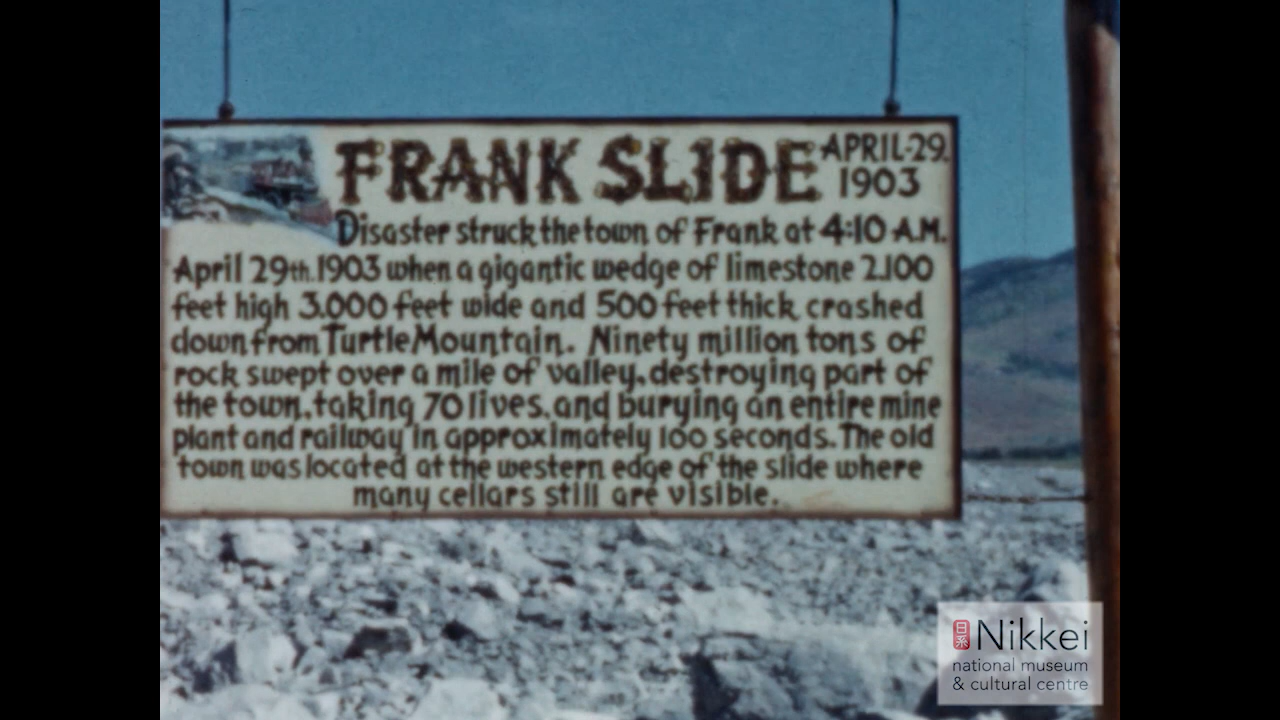 FRANK SLIDE
APRIL-29.
1903
Disaster struck the town of Frank at 4:10 A.M.
April 29th. 1903 when a gigantic wedge of limestone 2.100
feet high 3.000 feet wide and 500 feet thick crashed
down from Turtle Mountain. Ninety million tons of
rock swept over a mile of valley, destroying part of
the town, taking 70 lives, and burying an entire mine
plant and railway in approximately 100 seconds. The old
town was located at the western edge of the slide where
many cellars still are visible.
日系 Nikkei
national museum
& cultural centre